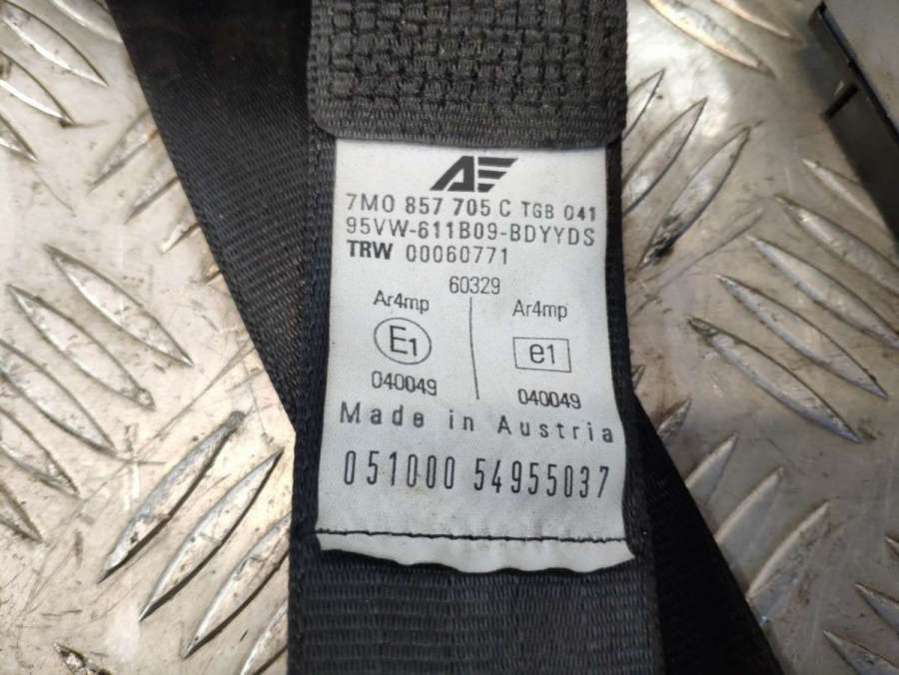 AE
7M0 857 705 C TGB 041
95VW-611B09-BDYYDS
TRW 00060771
60329
Ar4mp Ar4mp
E1 e1
040049 040049
Made in Austria
051000 54955037